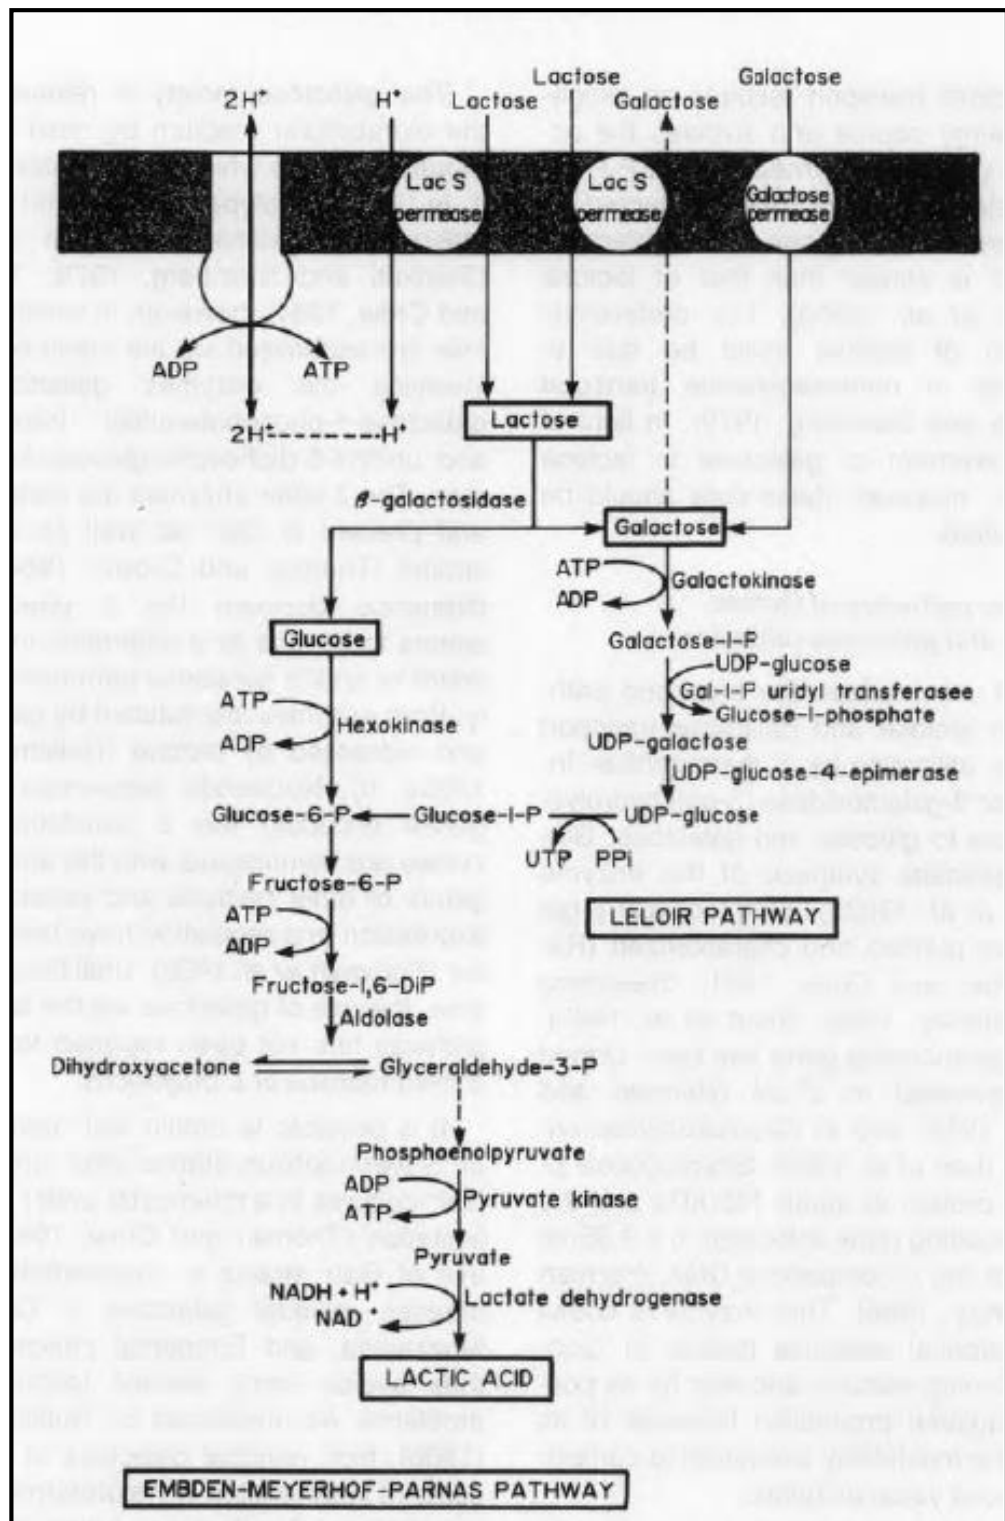 2H⁺
H⁺
Lactose
Lactose
Galactose
Galactose
Lac S permease
Lac S permease
Galactose permease
ADP
ATP
2H⁺
H⁺
Lactose
β-galactosidase
Galactose
ATP
ADP
Galactokinase
Glucose
Galactose-1-P
UDP-glucose
Gal-1-P uridyl transferasee
Glucose-1-phosphate
ATP
ADP
Hexokinase
UDP-galactose
UDP-glucose-4-epimerase
Glucose-6-P
Glucose-1-P
UDP-glucose
UTP PPi
Fructose-6-P
ATP
ADP
LELOIR PATHWAY
Fructose-1,6-DiP
Aldolase
Dihydroxyacetone
Glyceraldehyde-3-P
Phosphoenolpyruvate
ADP
ATP
Pyruvate kinase
Pyruvate
NADH + H⁺
NAD⁺
Lactate dehydrogenase
LACTIC ACID
EMBDEN-MEYERHOF-PARNAS PATHWAY